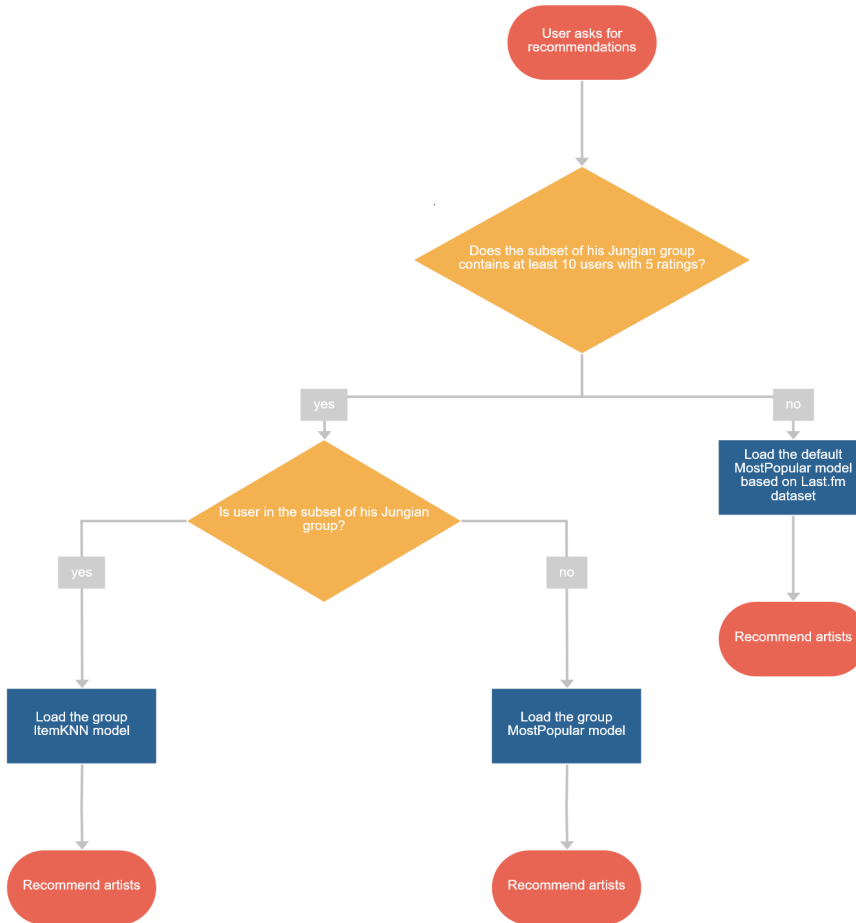 User asks for
recommendations
Does the subset of his Jungian group
contains at least 10 users with 5 ratings?
yes
no
Load the default
MostPopular model
based on Last.fm
dataset
Is user in the subset of his Jungian
group?
yes
no
Recommend artists
Load the group
ItemKNN model
Load the group
MostPopular model
Recommend artists
Recommend artists